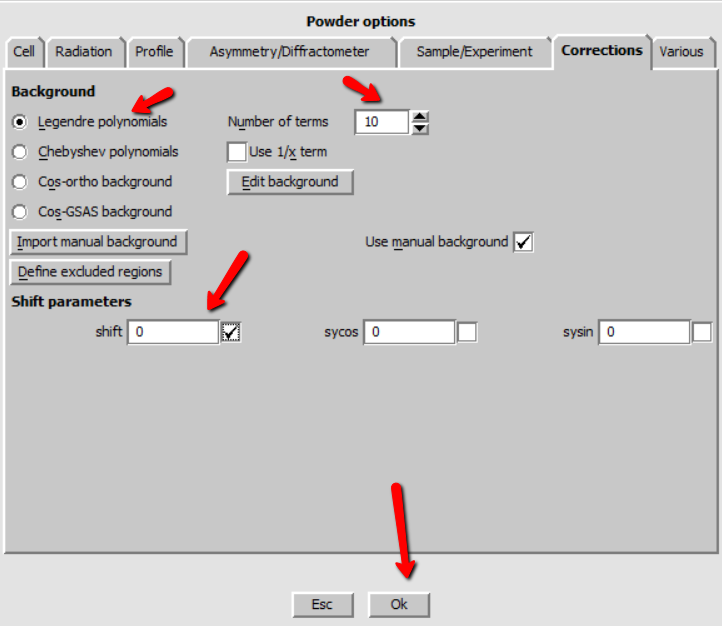 Powder options
Cell Radiation Profile Asymmetry/Diffractometer Sample/Experiment Corrections Various
Background
Legendre polynomials Number of terms 10
Chebyshev polynomials Use 1/x term
Cos-ortho background Edit background
Cos-GSAS background
Import manual background Use manual background
Define excluded regions
Shift parameters
shift 0 sycos 0 sysin 0
Esc Ok